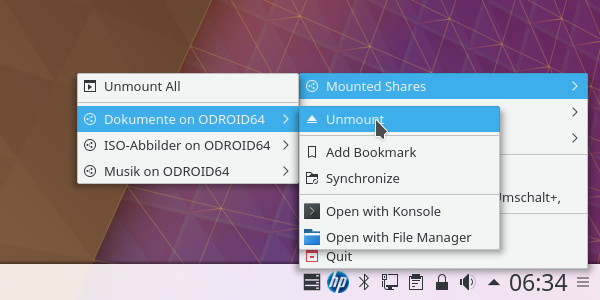 Unmount All
Dokumente on ODROID64
ISO-Abbilder on ODROID64
Musik on ODROID64
Mounted Shares
Unmount
Add Bookmark
Synchronize
Open with Konsole
Open with File Manager
Umschalt+,
Quit
hp
06:34